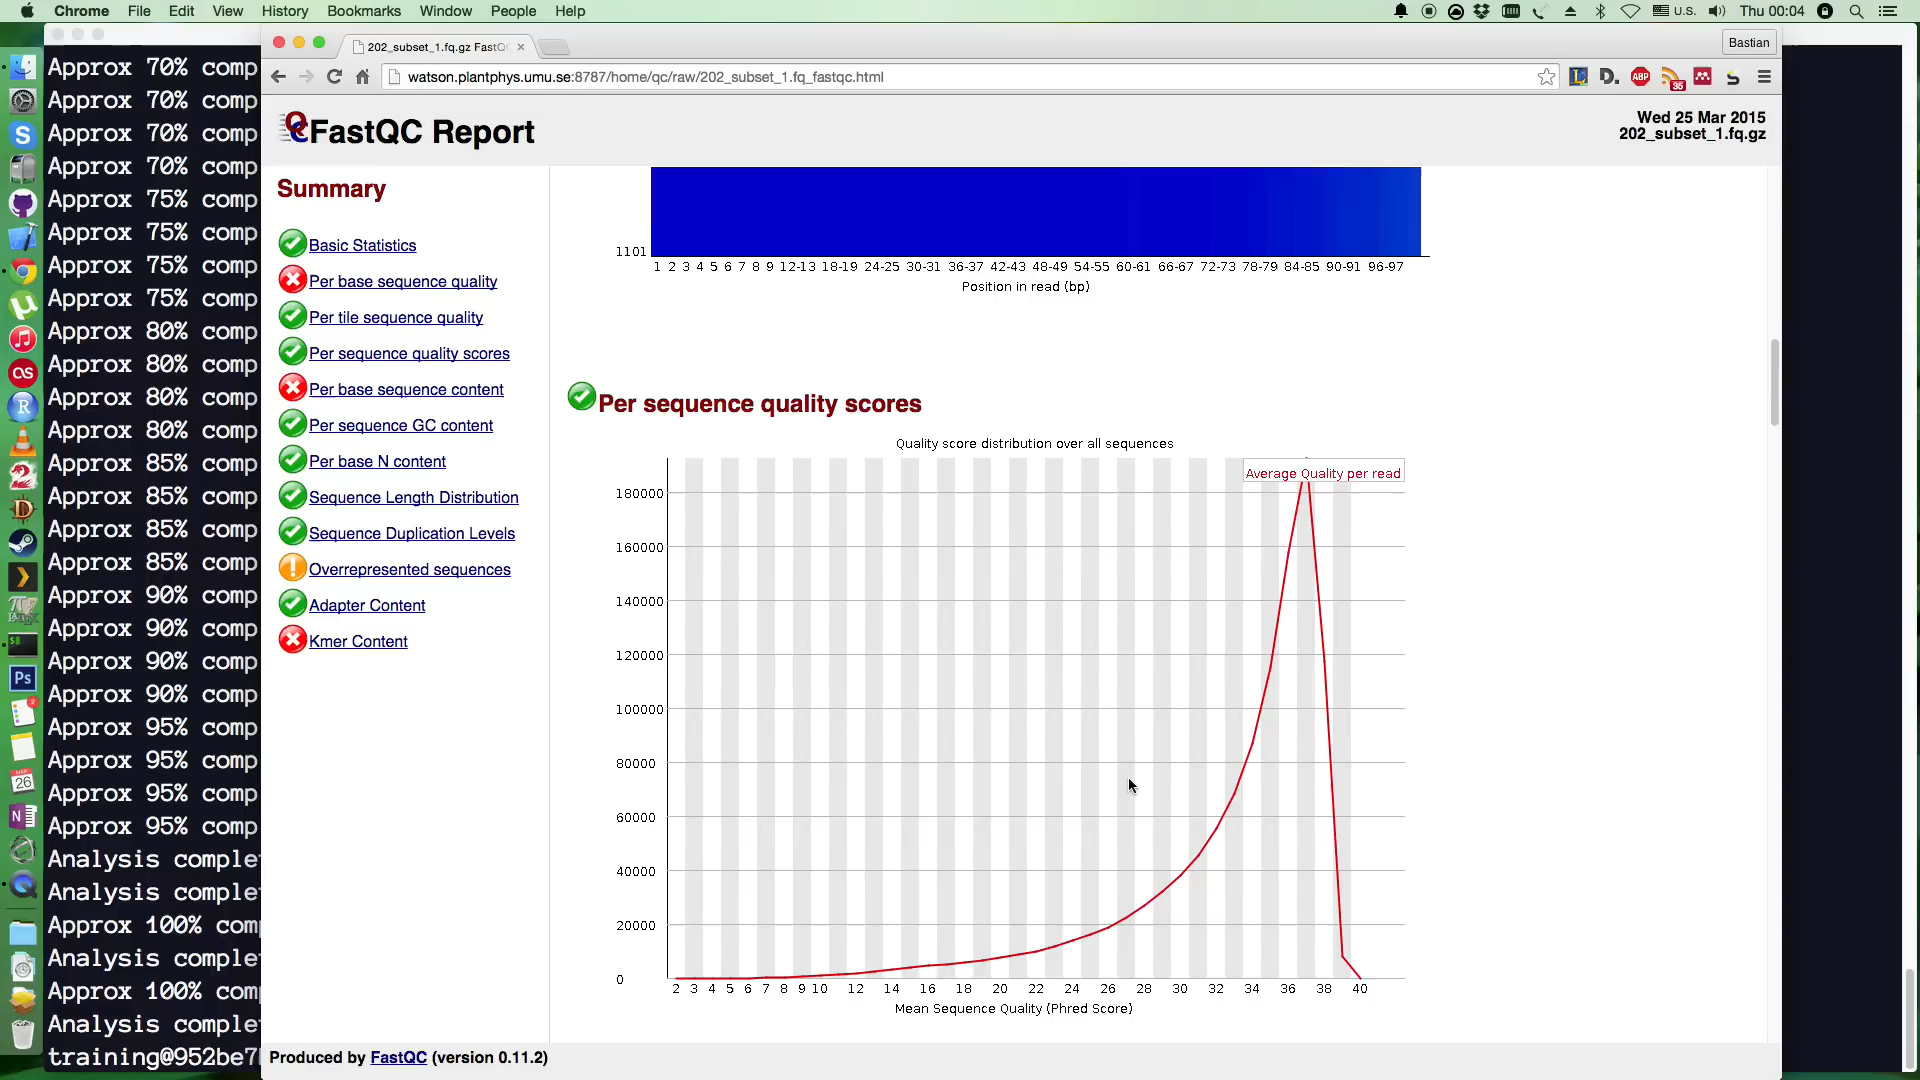 Chrome File Edit View History Bookmarks Window People Help
U.S. Thu 00:04
202_subset_1.fq.gz FastQ
Bastian
watson.plantphys.umu.se:8787/home/qc/raw/202_subset_1.fq_fastqc.html
Approx 70% comp
Approx 70% comp
Approx 70% comp
Approx 70% comp
Approx 75% comp
Approx 75% comp
Approx 75% comp
Approx 75% comp
Approx 80% comp
Approx 80% comp
Approx 80% comp
Approx 80% comp
Approx 85% comp
Approx 85% comp
Approx 85% comp
Approx 85% comp
Approx 90% comp
Approx 90% comp
Approx 90% comp
Approx 90% comp
Approx 95% comp
Approx 95% comp
Approx 95% comp
Approx 95% comp
Analysis comple
Analysis comple
Approx 100% com
Analysis comple
Approx 100% com
Analysis comple
training@952be7
FastQC Report
Wed 25 Mar 2015
202_subset_1.fq.gz
Summary
Basic Statistics
Per base sequence quality
Per tile sequence quality
Per sequence quality scores
Per base sequence content
Per sequence GC content
Per base N content
Sequence Length Distribution
Sequence Duplication Levels
Overrepresented sequences
Adapter Content
Kmer Content
1101
1 2 3 4 5 6 7 8 9 12-13 18-19 24-25 30-31 36-37 42-43 48-49 54-55 60-61 66-67 72-73 78-79 84-85 90-91 96-97
Position in read (bp)
Per sequence quality scores
Quality score distribution over all sequences
Average Quality per read
180000
160000
140000
120000
100000
80000
60000
40000
20000
0
2 3 4 5 6 7 8 9 10 12 14 16 18 20 22 24 26 28 30 32 34 36 38 40
Mean Sequence Quality (Phred Score)
Produced by FastQC (version 0.11.2)
ABP
35
D.
Ps
MAR
26